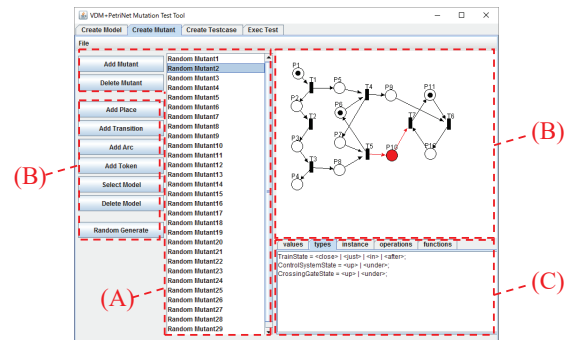 VDM+PetriNet Mutation Test Tool
Create Model Create Mutant Create Testcase Exec Test
File
Add Mutant
Delete Mutant
Add Place
Add Transition
Add Arc
Add Token
Select Model
Delete Model
Random Generate
(B)
Random Mutant1
Random Mutant2
Random Mutant3
Random Mutant4
Random Mutant5
Random Mutant6
Random Mutant7
Random Mutant8
Random Mutant9
Random Mutant10
Random Mutant11
Random Mutant12
Random Mutant13
Random Mutant14
Random Mutant15
Random Mutant16
Random Mutant17
Random Mutant18
Random Mutant19
Random Mutant20
Random Mutant21
Random Mutant22
Random Mutant23
Random Mutant24
Random Mutant25
Random Mutant26
Random Mutant27
Random Mutant28
Random Mutant29
(A)
P1
T1 P5 T4 P9 P11
P2 P6
T2 T7 T8
P3 P7
T5 P10
T3 P8
P4
(B)
values types instance operations functions
TrainState = <close> | <just> | <in> | <after>;
ControlSystemState = <up> | <under>;
CrossingGateState = <up> | <under>;
(C)